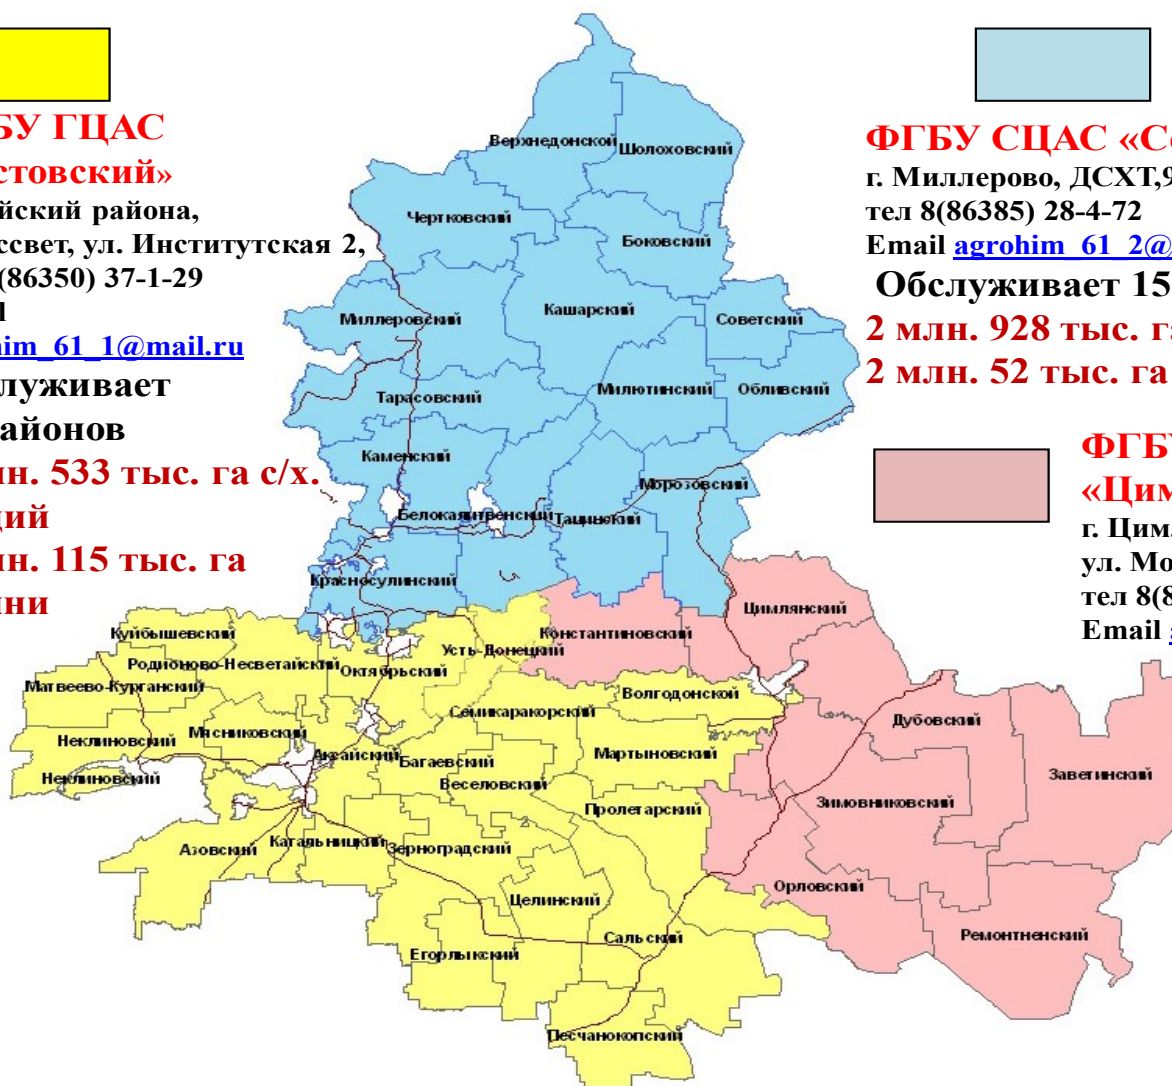 БУ ГЦАС
стовский»
йский района,
ссвет, ул. Институтская 2,
(86350) 37-1-29
l
him_61_1@mail.ru
служивает
айонов
лн. 533 тыс. га с/х.
дий
лн. 115 тыс. га
шни
ФГБУ СЦАС «Се
г. Миллерово, ДСХТ,9
тел 8(86385) 28-4-72
Email agrohim_61_2@
Обслуживает 15
2 млн. 928 тыс. га
2 млн. 52 тыс. га
ФГБУ
«Цим
г. Цим.
ул. Мо
тел 8(8
Email a
Верхнедонской
Шолоховский
Чертковский
Боковский
Кашарский
Миллеровский
Советский
Милютинский
Обливский
Тарасовский
Каменский
Морозовский
Белокалитвенский
Тацинский
Красносулинский
Цимлянский
Константиновский
Куйбышевский
Усть-Донецкий
Родионово-Несветайский
Октябрьский
Матвеево-Курганский
Волгодонской
Семикаракорский
Дубовский
Мясниковский
Неклиновский
Аксайский
Багаевский
Мартыновский
Неклиновский
Веселовский
Заветинский
Пролетарский
Зимовниковский
Азовский
Катальницкий
Зерноградский
Орловский
Целинский
Сальский
Ремонтненский
Егорлыкский
Песчанокопский